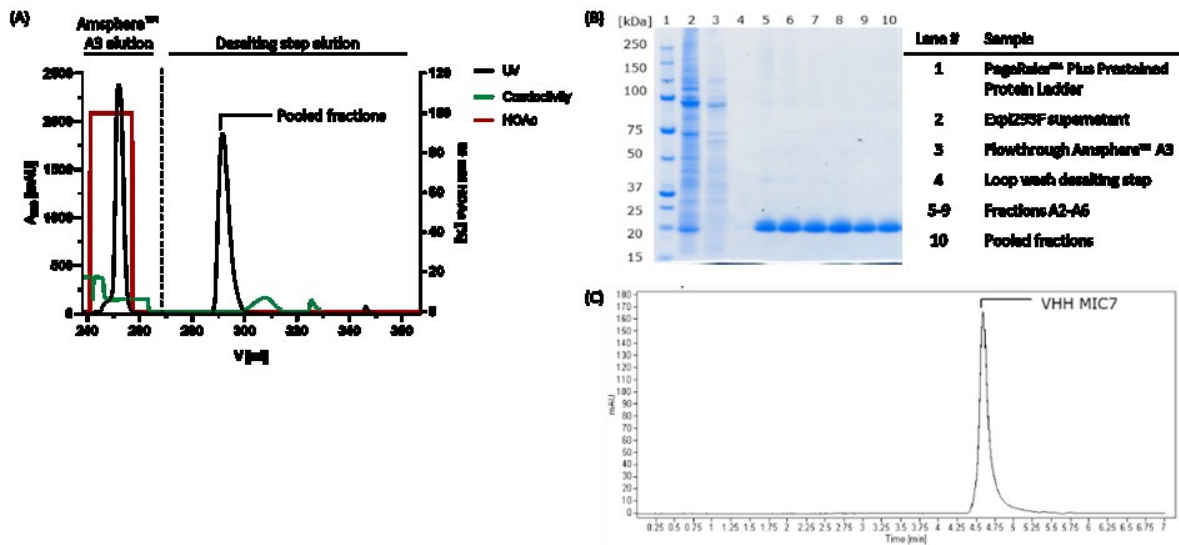 (A)
Amsphere™
A3 elution
Desalting step elution
2500
2000
1500
1000
500
0
240
260
280
300
320
340
360
V [ml]
120
100
80
60
40
20
0
UV
Conductivity
HOAc
Pooled fractions
(B)
[kDa] 1 2 3 4 5 6 7 8 9 10
250
150
100
75
50
37
25
20
15
Lane # Sample
1 PageRuler™ Plus Prestained
Protein Ladder
2 Expi293F supernatant
3 Flowthrough Amsphere™ A3
4 Loop wash desalting step
5-9 Fractions A2-A6
10 Pooled fractions
(C)
VHH MIC7
mAU
180
170
160
150
140
130
120
110
100
90
80
70
60
50
40
30
20
10
0
0.25 0.5 0.75 1 1.25 1.5 1.75 2 2.25 2.5 2.75 3 3.25 3.5 3.75 4 4.25 4.5 4.75 5 5.25 5.5 5.75 6 6.25 6.5 6.75 7
Time [min]